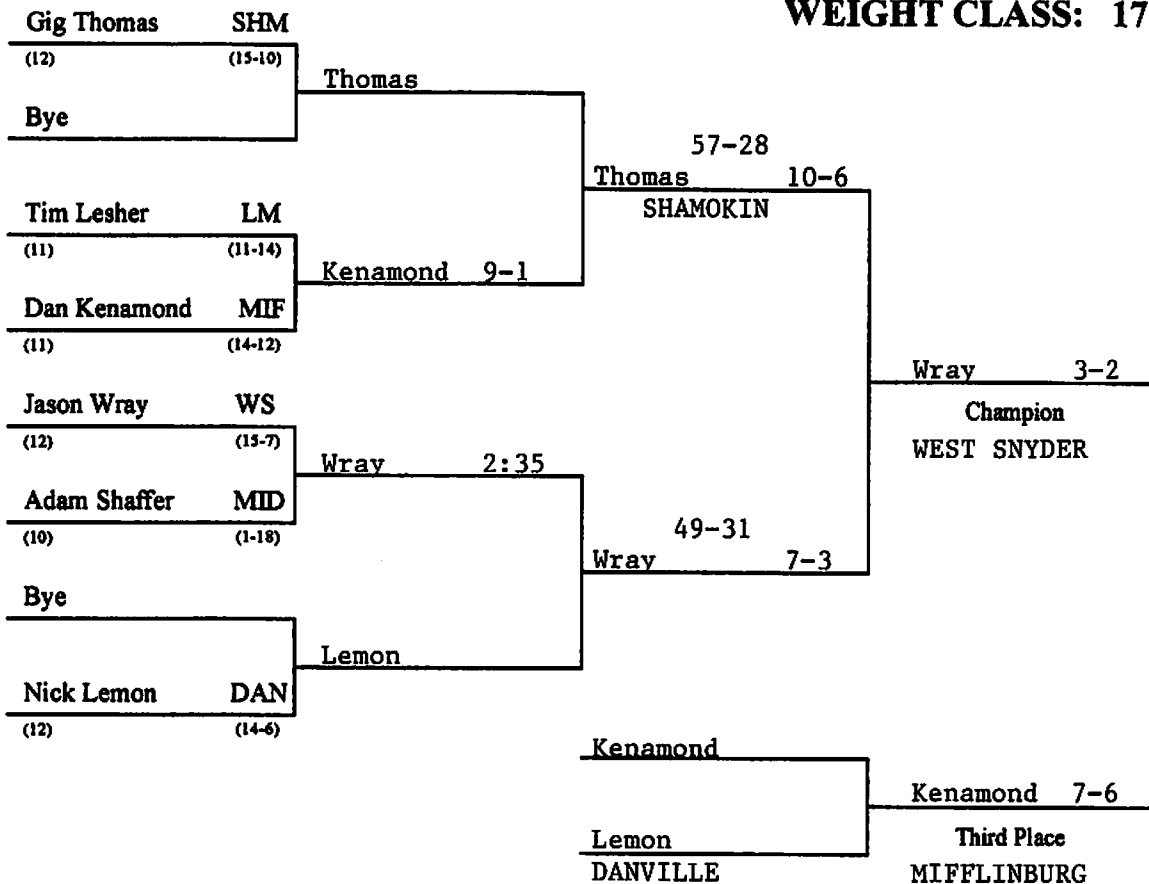 WEIGHT CLASS: 17
Gig Thomas SHM
(12) (15-10)
Thomas
Bye
57-28
Thomas 10-6
SHAMOKIN
Tim Lesher LM
(11) (11-14)
Kenamond 9-1
Dan Kenamond MIF
(11) (14-12)
Wray 3-2
Champion
WEST SNYDER
Jason Wray WS
(12) (15-7)
Wray 2:35
Adam Shaffer MID
(10) (1-18)
49-31
Wray 7-3
Bye
Lemon
Nick Lemon DAN
(12) (14-6)
Kenamond
Kenamond 7-6
Third Place
MIFFLINBURG
Lemon
DANVILLE